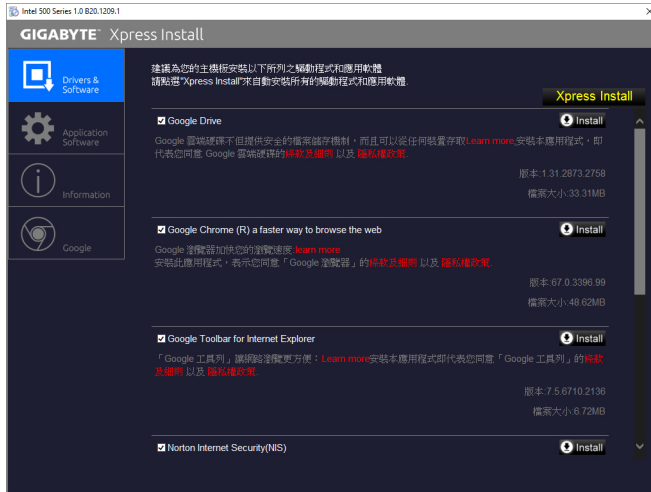 Intel 500 Series 1.0 B20.1209.1
GIGABYTE™ Xpress Install
Drivers &
Software
Application
Software
Information
Google
建議為您的主機板安裝以下所列之驅動程式和應用軟體
請點選"Xpress Install"來自動安裝所有的驅動程式和應用軟體.
Xpress Install
Google Drive
Install
Google 雲端硬碟不但提供安全的檔案儲存機制，而且可以從任何裝置存取Learn more.安裝本應用程式，即
代表您同意 Google 雲端硬碟的條款及細則 以及 隱私權政策.
版本:1.31.2873.2758
檔案大小:33.31MB
Google Chrome (R) a faster way to browse the web
Install
Google 瀏覽器加快您的瀏覽速度.learn more
安裝此應用程式，表示您同意「Google 瀏覽器」的條款及細則 以及 隱私權政策.
版本:67.0.3396.99
檔案大小:48.62MB
Google Toolbar for Internet Explorer
Install
「Google 工具列」讓網路瀏覽更方便：Learn more安裝本應用程式即代表您同意「Google 工具列」的條款
及細則 以及 隱私權政策.
版本:7.5.6710.2136
檔案大小:6.72MB
Norton Internet Security(NIS)
Install